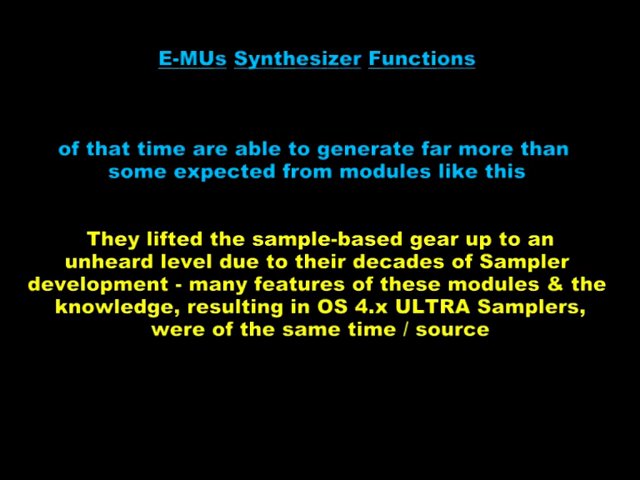 E-MUs Synthesizer Functions
of that time are able to generate far more than
some expected from modules like this
They lifted the sample-based gear up to an
unheard level due to their decades of Sampler
development - many features of these modules & the
knowledge, resulting in OS 4.x ULTRA Samplers,
were of the same time / source